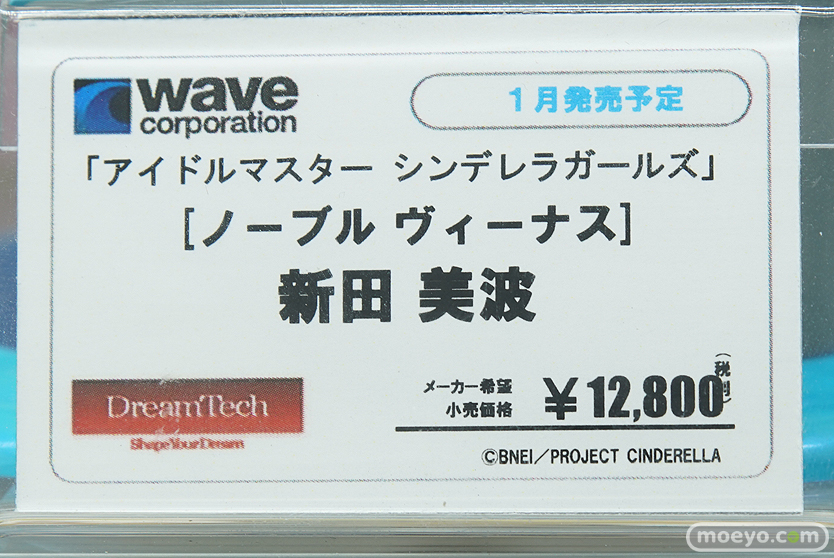 wave
corporation
1月発売予定
「アイドルマスター シンデレラガールズ」
[ノーブル ヴィーナス]
新田 美波
DreamTech
ShapeYourDream
メーカー希望
小売価格
¥12,800
(税別)
©BNEI/PROJECT CINDERELLA
moeyo.com